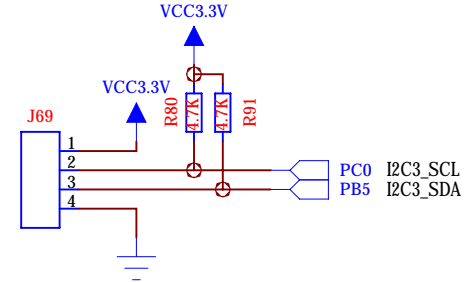 VCC3.3V
VCC3.3V
J69
R80
4.7K
4.7K
R91
1
2
3
4
PC0 I2C3_SCL
PB5 I2C3_SDA